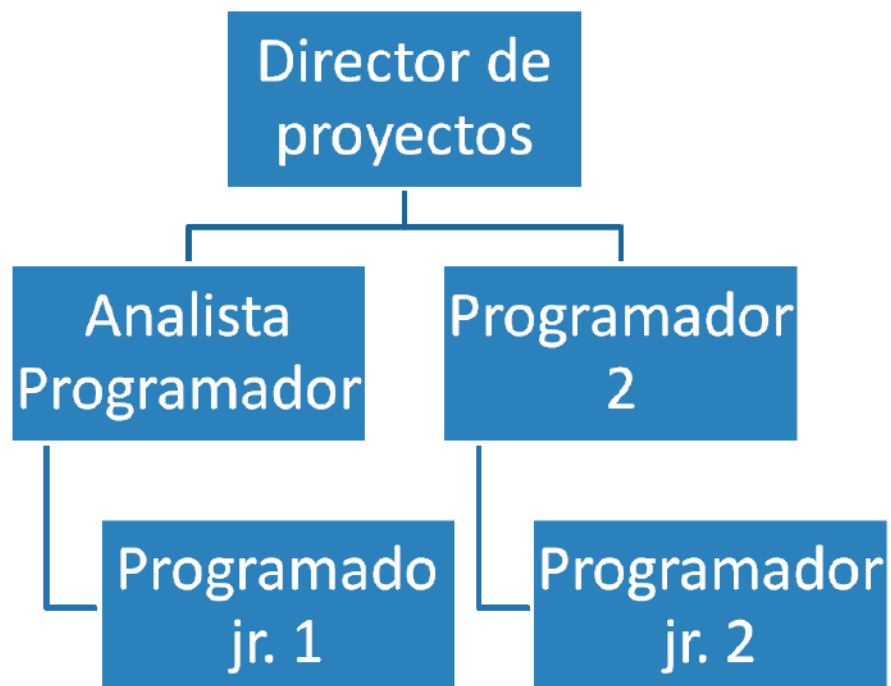 Director de
proyectos
Analista
Programador
Programador
2
Programado
jr. 1
Programador
jr. 2